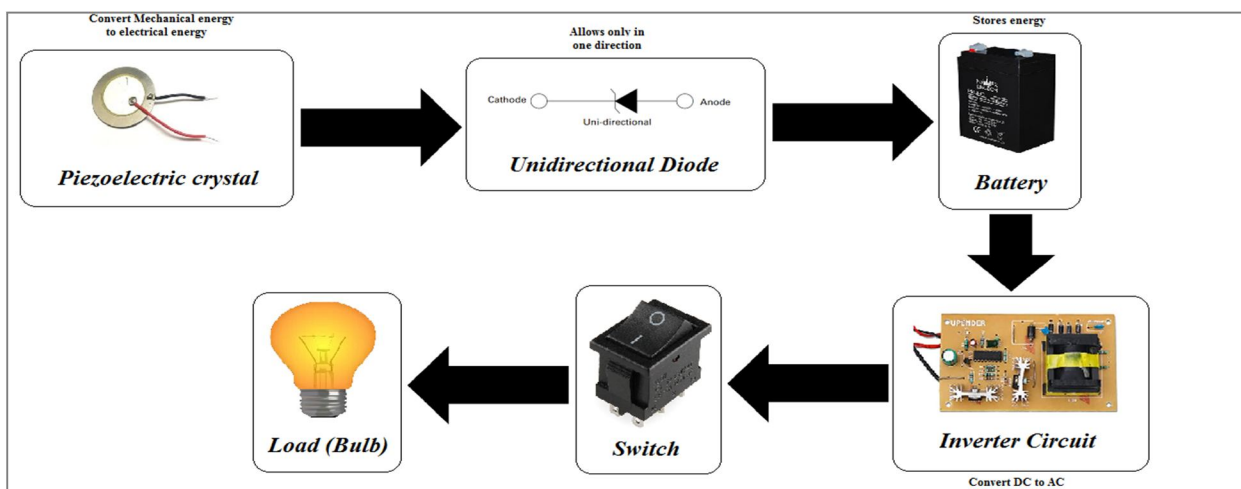 Convert Mechanical energy
to electrical energy
Piezoelectric crystal
Allows only in
one direction
Cathode
Anode
Uni-directional
Unidirectional Diode
Stores energy
Battery
Load (Bulb)
Switch
UPENDER
Inverter Circuit
Convert DC to AC